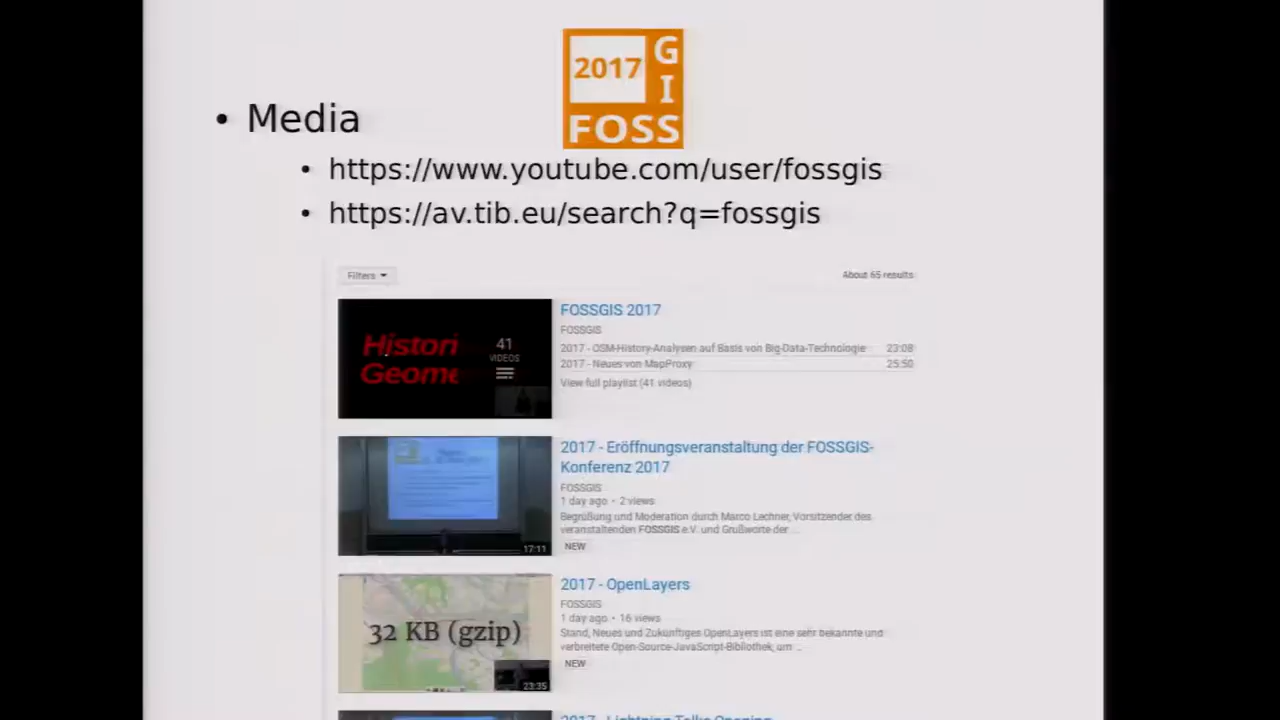 2017
G
I
FOSS
• Media
• https://www.youtube.com/user/fossgis
• https://av.tib.eu/search?q=fossgis
Filters
About 65 results
Histori
Geome
41
VIDEOS
FOSSGIS 2017
FOSSGIS
2017 - OSM-History-Analysen auf Basis von Big-Data-Technologie 23:08
2017 - Neues von MapProxy 25:50
View full playlist (41 videos)
17:11
2017 - Eröffnungsveranstaltung der FOSSGIS-
Konferenz 2017
FOSSGIS
1 day ago • 2 views
Begrüßung und Moderation durch Marco Lechner, Vorsitzender des
veranstaltenden FOSSGIS e.V. und Grußworte der ...
NEW
32 KB (gzip)
23:35
2017 - OpenLayers
FOSSGIS
1 day ago • 16 views
Stand, Neues und Zukünftiges OpenLayers ist eine sehr bekannte und
verbreitete Open-Source-JavaScript-Bibliothek, um ...
NEW
2017 - Lightning Talks Opening